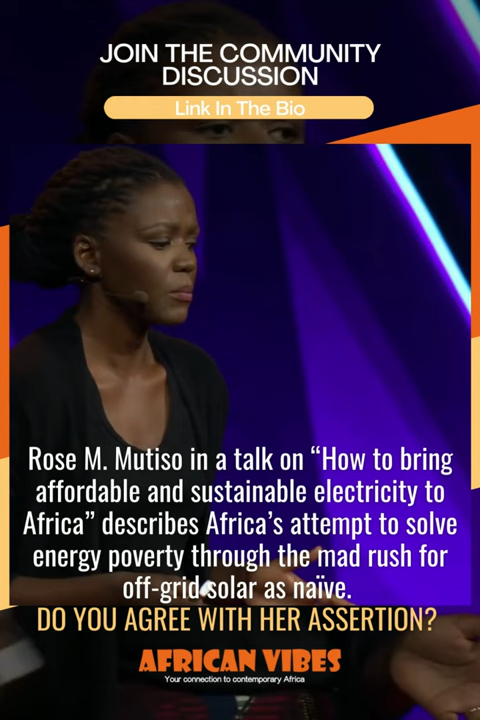 JOIN THE COMMUNITY
DISCUSSION
Link In The Bio
Rose M. Mutiso in a talk on “How to bring
affordable and sustainable electricity to
Africa” describes Africa’s attempt to solve
energy poverty through the mad rush for
off-grid solar as naïve.
DO YOU AGREE WITH HER ASSERTION?
AFRICAN VIBES
Your connection to contemporary Africa